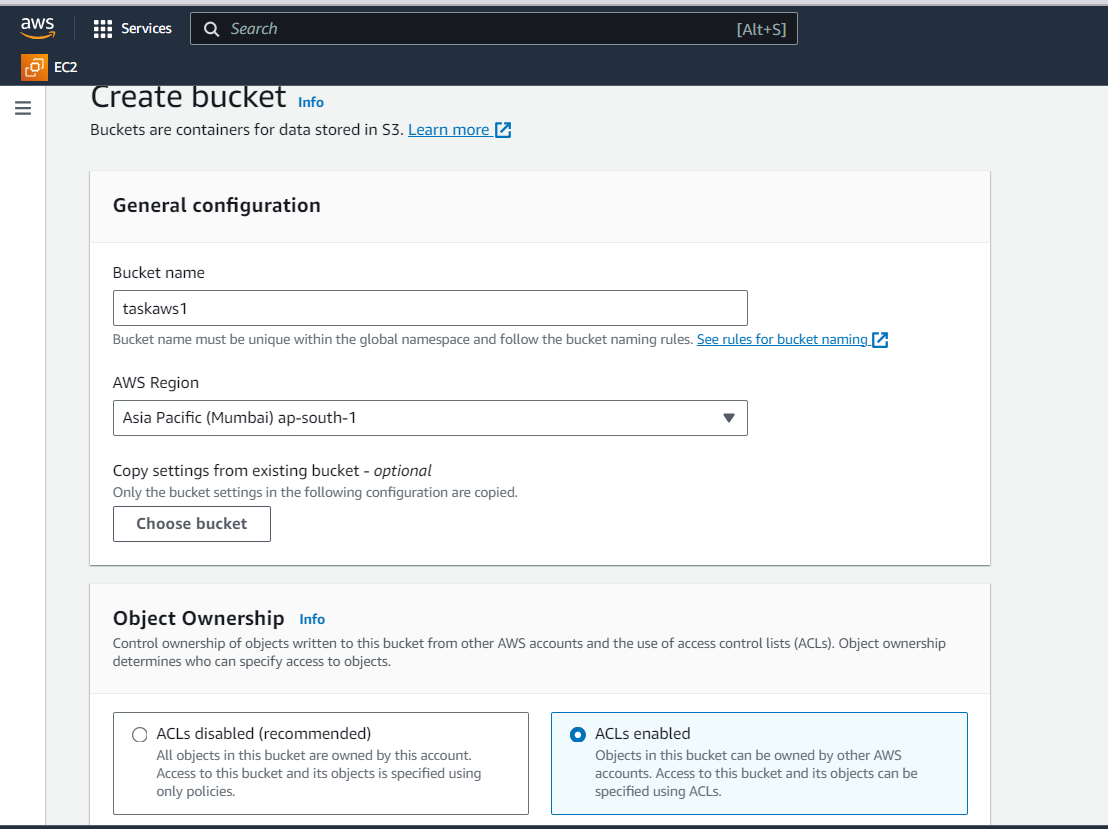 aws
Services
Search
[Alt+S]
EC2
Create bucket Info
Buckets are containers for data stored in S3. Learn more
General configuration
Bucket name
taskaws1
Bucket name must be unique within the global namespace and follow the bucket naming rules. See rules for bucket naming
AWS Region
Asia Pacific (Mumbai) ap-south-1
Copy settings from existing bucket - optional
Only the bucket settings in the following configuration are copied.
Choose bucket
Object Ownership Info
Control ownership of objects written to this bucket from other AWS accounts and the use of access control lists (ACLs). Object ownership
determines who can specify access to objects.
ACLs disabled (recommended)
All objects in this bucket are owned by this account.
Access to this bucket and its objects is specified using
only policies.
ACLs enabled
Objects in this bucket can be owned by other AWS
accounts. Access to this bucket and its objects can be
specified using ACLs.